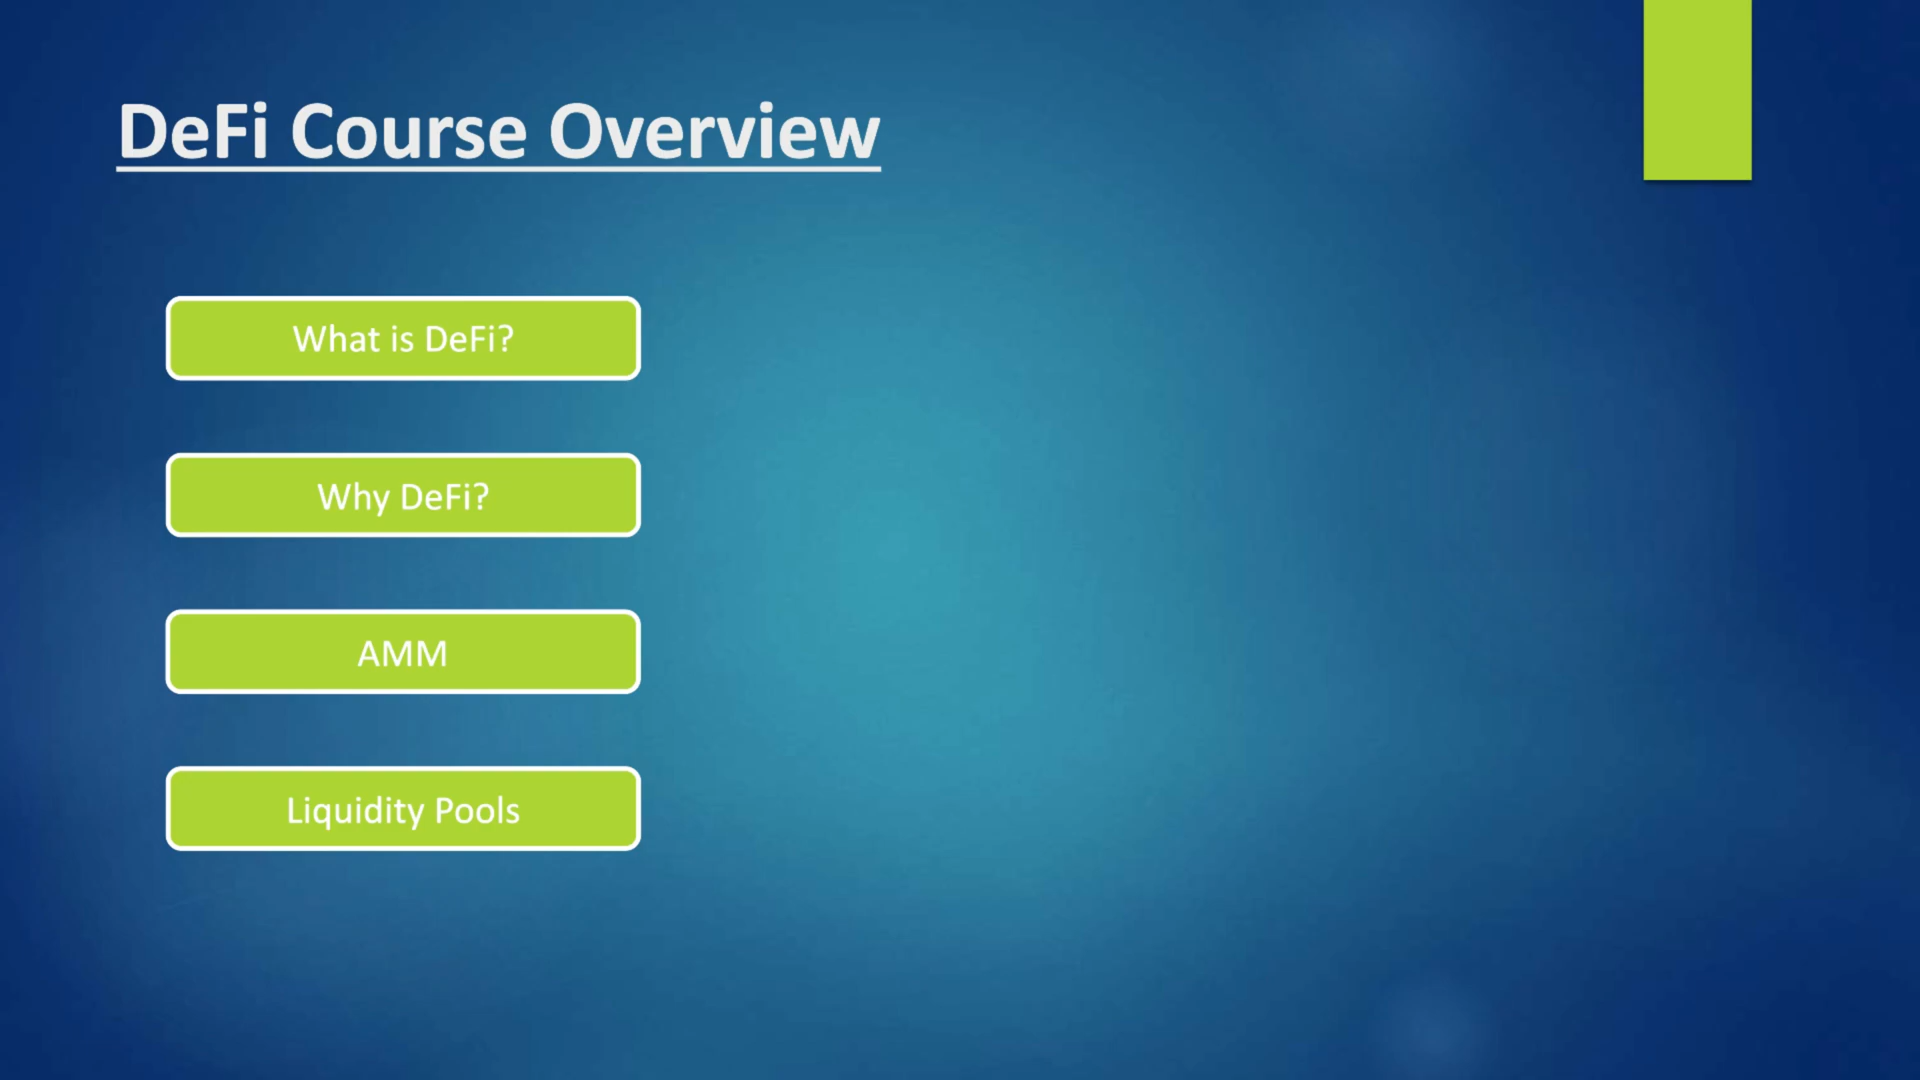 DeFi Course Overview
What is DeFi?
Why DeFi?
AMM
Liquidity Pools